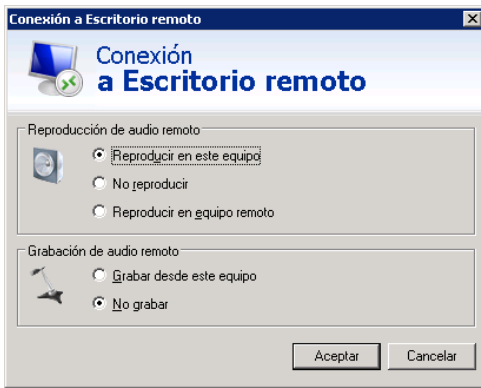 Conexión a Escritorio remoto
Conexión
a Escritorio remoto
Reproducción de audio remoto
Reproducir en este equipo
No reproducir
Reproducir en equipo remoto
Grabación de audio remoto
Grabar desde este equipo
No grabar
Aceptar
Cancelar